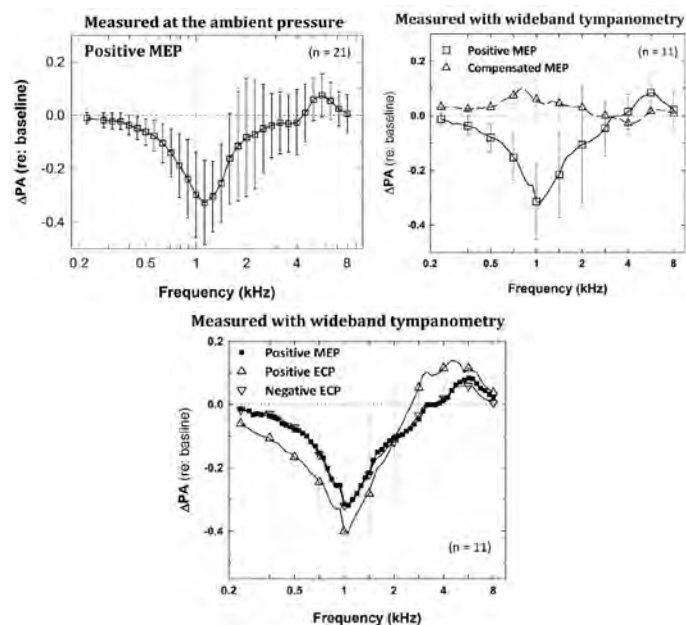 Measured at the ambient pressure
Positive MEP
(n = 21)
ΔPA (re: baseline)
0.2
0.0
-0.2
-0.4
0.2
0.5
1
2
4
8
Frequency (kHz)
Measured with wideband tympanometry
Positive MEP
Compensated MEP
(n = 11)
ΔPA (re: baseline)
0.2
0.0
-0.2
-0.4
0.2
0.5
1
2
4
8
Frequency (kHz)
Measured with wideband tympanometry
Positive MEP
Positive ECP
Negative ECP
ΔPA (re: basline)
0.2
0.0
-0.2
-0.4
(n = 11)
0.2
0.5
1
2
4
8
Frequency (kHz)